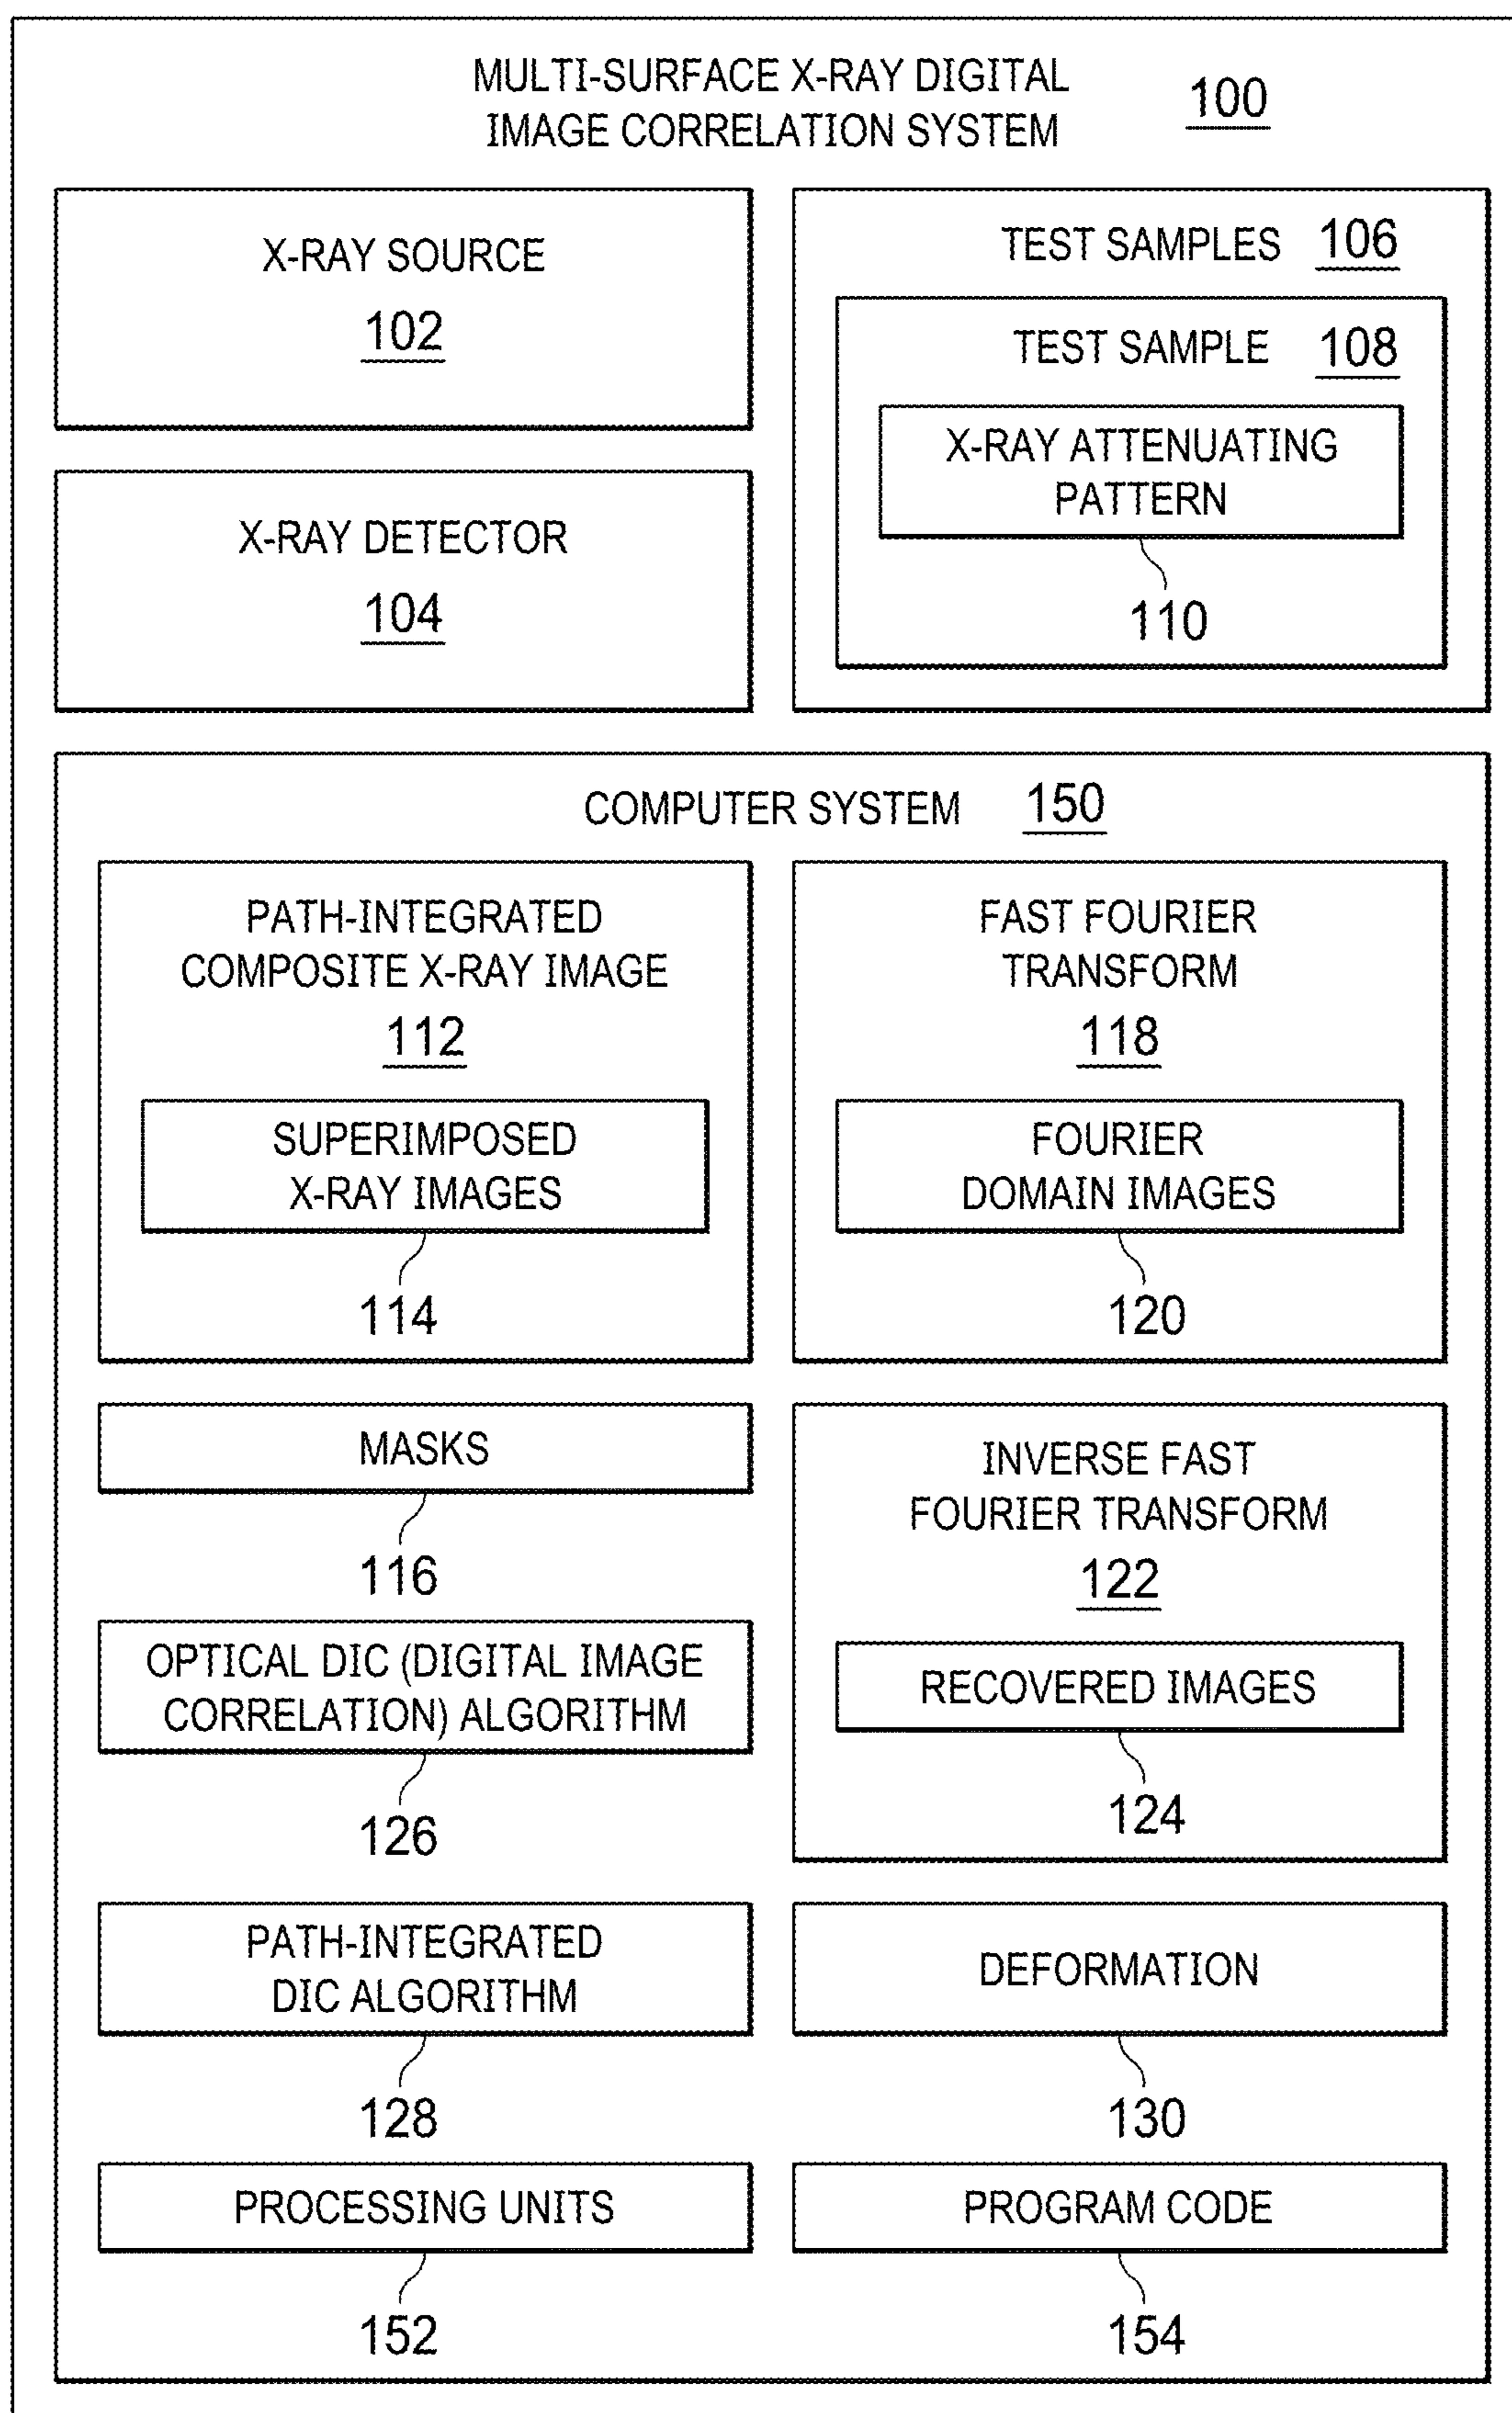 MULTI-SURFACE X-RAY DIGITAL
IMAGE CORRELATION SYSTEM
100
X-RAY SOURCE
102
X-RAY DETECTOR
104
TEST SAMPLES 106
TEST SAMPLE 108
X-RAY ATTENUATING
PATTERN
110
COMPUTER SYSTEM 150
PATH-INTEGRATED
COMPOSITE X-RAY IMAGE
112
SUPERIMPOSED
X-RAY IMAGES
114
FAST FOURIER
TRANSFORM
118
FOURIER
DOMAIN IMAGES
120
MASKS
116
OPTICAL DIC (DIGITAL IMAGE
CORRELATION) ALGORITHM
126
INVERSE FAST
FOURIER TRANSFORM
122
RECOVERED IMAGES
124
PATH-INTEGRATED
DIC ALGORITHM
128
DEFORMATION
130
PROCESSING UNITS
152
PROGRAM CODE
154